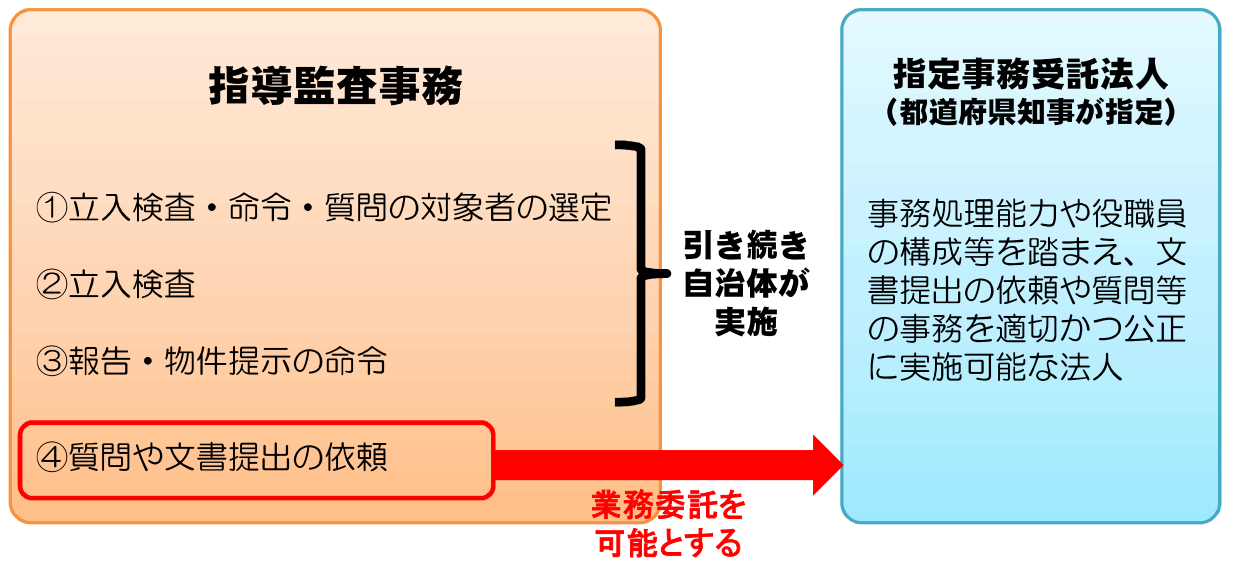 指導監査事務
①立入検査・命令・質問の対象者の選定
②立入検査
③報告・物件提示の命令
④質問や文書提出の依頼
引き続き
自治体が
実施
業務委託を
可能とする
指定事務受託法人
（都道府県知事が指定）
事務処理能力や役職員
の構成等を踏まえ、文
書提出の依頼や質問等
の事務を適切かつ公正
に実施可能な法人